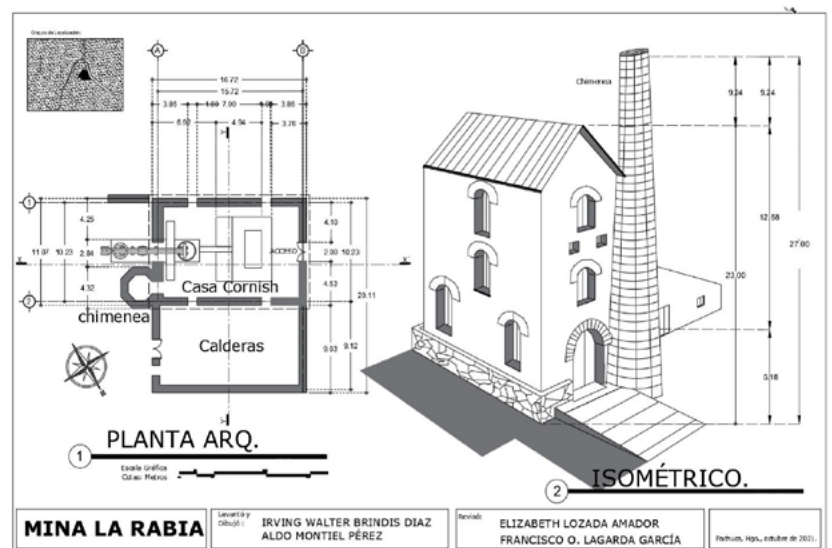 Croquis de Localización:
A
B
16.72
15.72
3.86
7.00
3.86
6.92
4.94
3.76
1
2
11.07
10.23
4.25
2.84
4.32
4.10
2.00
4.53
10.23
20.11
9.03
9.12
X
X'
Y
ACCESO
Casa Cornish
chimenea
Calderas
PLANTA ARQ.
1
Escala Gráfica
Cotas: Metros
Chimenea
9.24
9.24
12.58
27.00
23.00
5.18
ISOMÉTRICO.
2
MINA LA RABIA
Levantó y
Dibujó :
IRVING WALTER BRINDIS DIAZ
ALDO MONTIEL PÉREZ
Revisó:
ELIZABETH LOZADA AMADOR
FRANCISCO O. LAGARDA GARCÍA
Pachuca, Hgo., octubre de 2021.